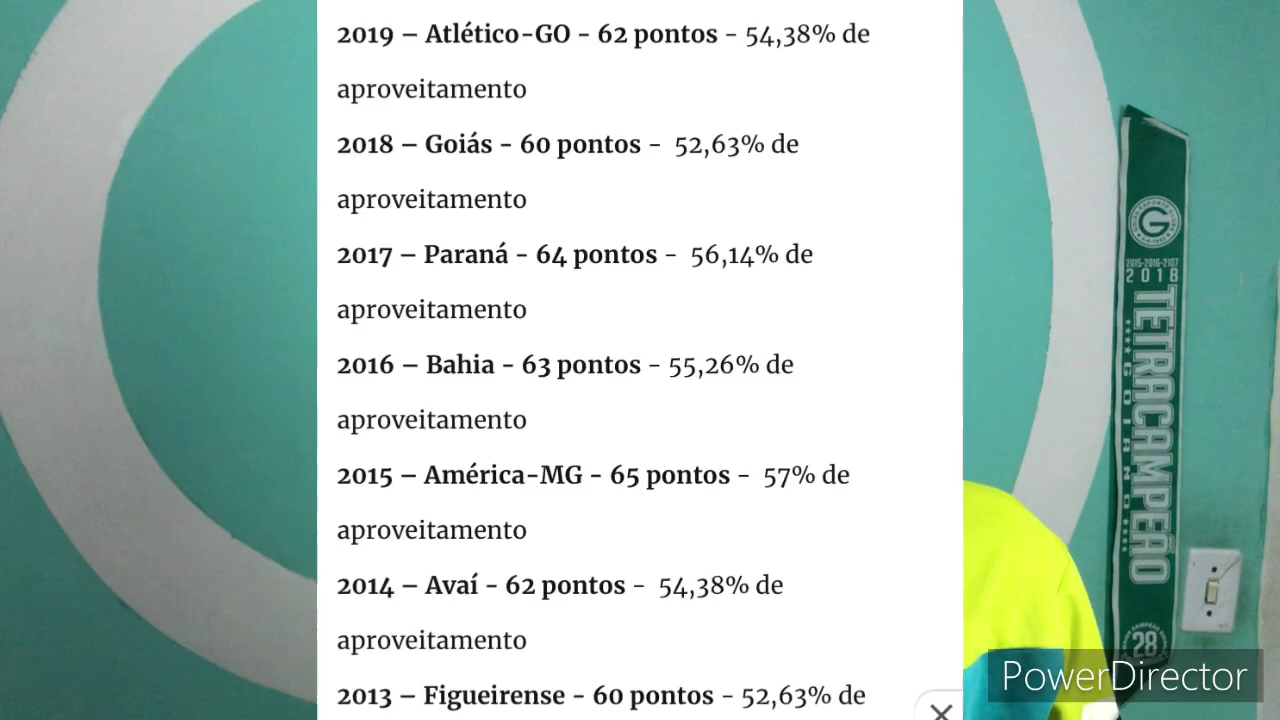 2019 – Atlético-GO - 62 pontos - 54,38% de
aproveitamento
2018 – Goiás - 60 pontos - 52,63% de
aproveitamento
2017 – Paraná - 64 pontos - 56,14% de
aproveitamento
2016 – Bahia - 63 pontos - 55,26% de
aproveitamento
2015 – América-MG - 65 pontos - 57% de
aproveitamento
2014 – Avaí - 62 pontos - 54,38% de
aproveitamento
2013 – Figueirense - 60 pontos - 52,63% de
G
2015-2016-2107
2018
TETRACAMPEÃO
GOIANO
28
PowerDirector